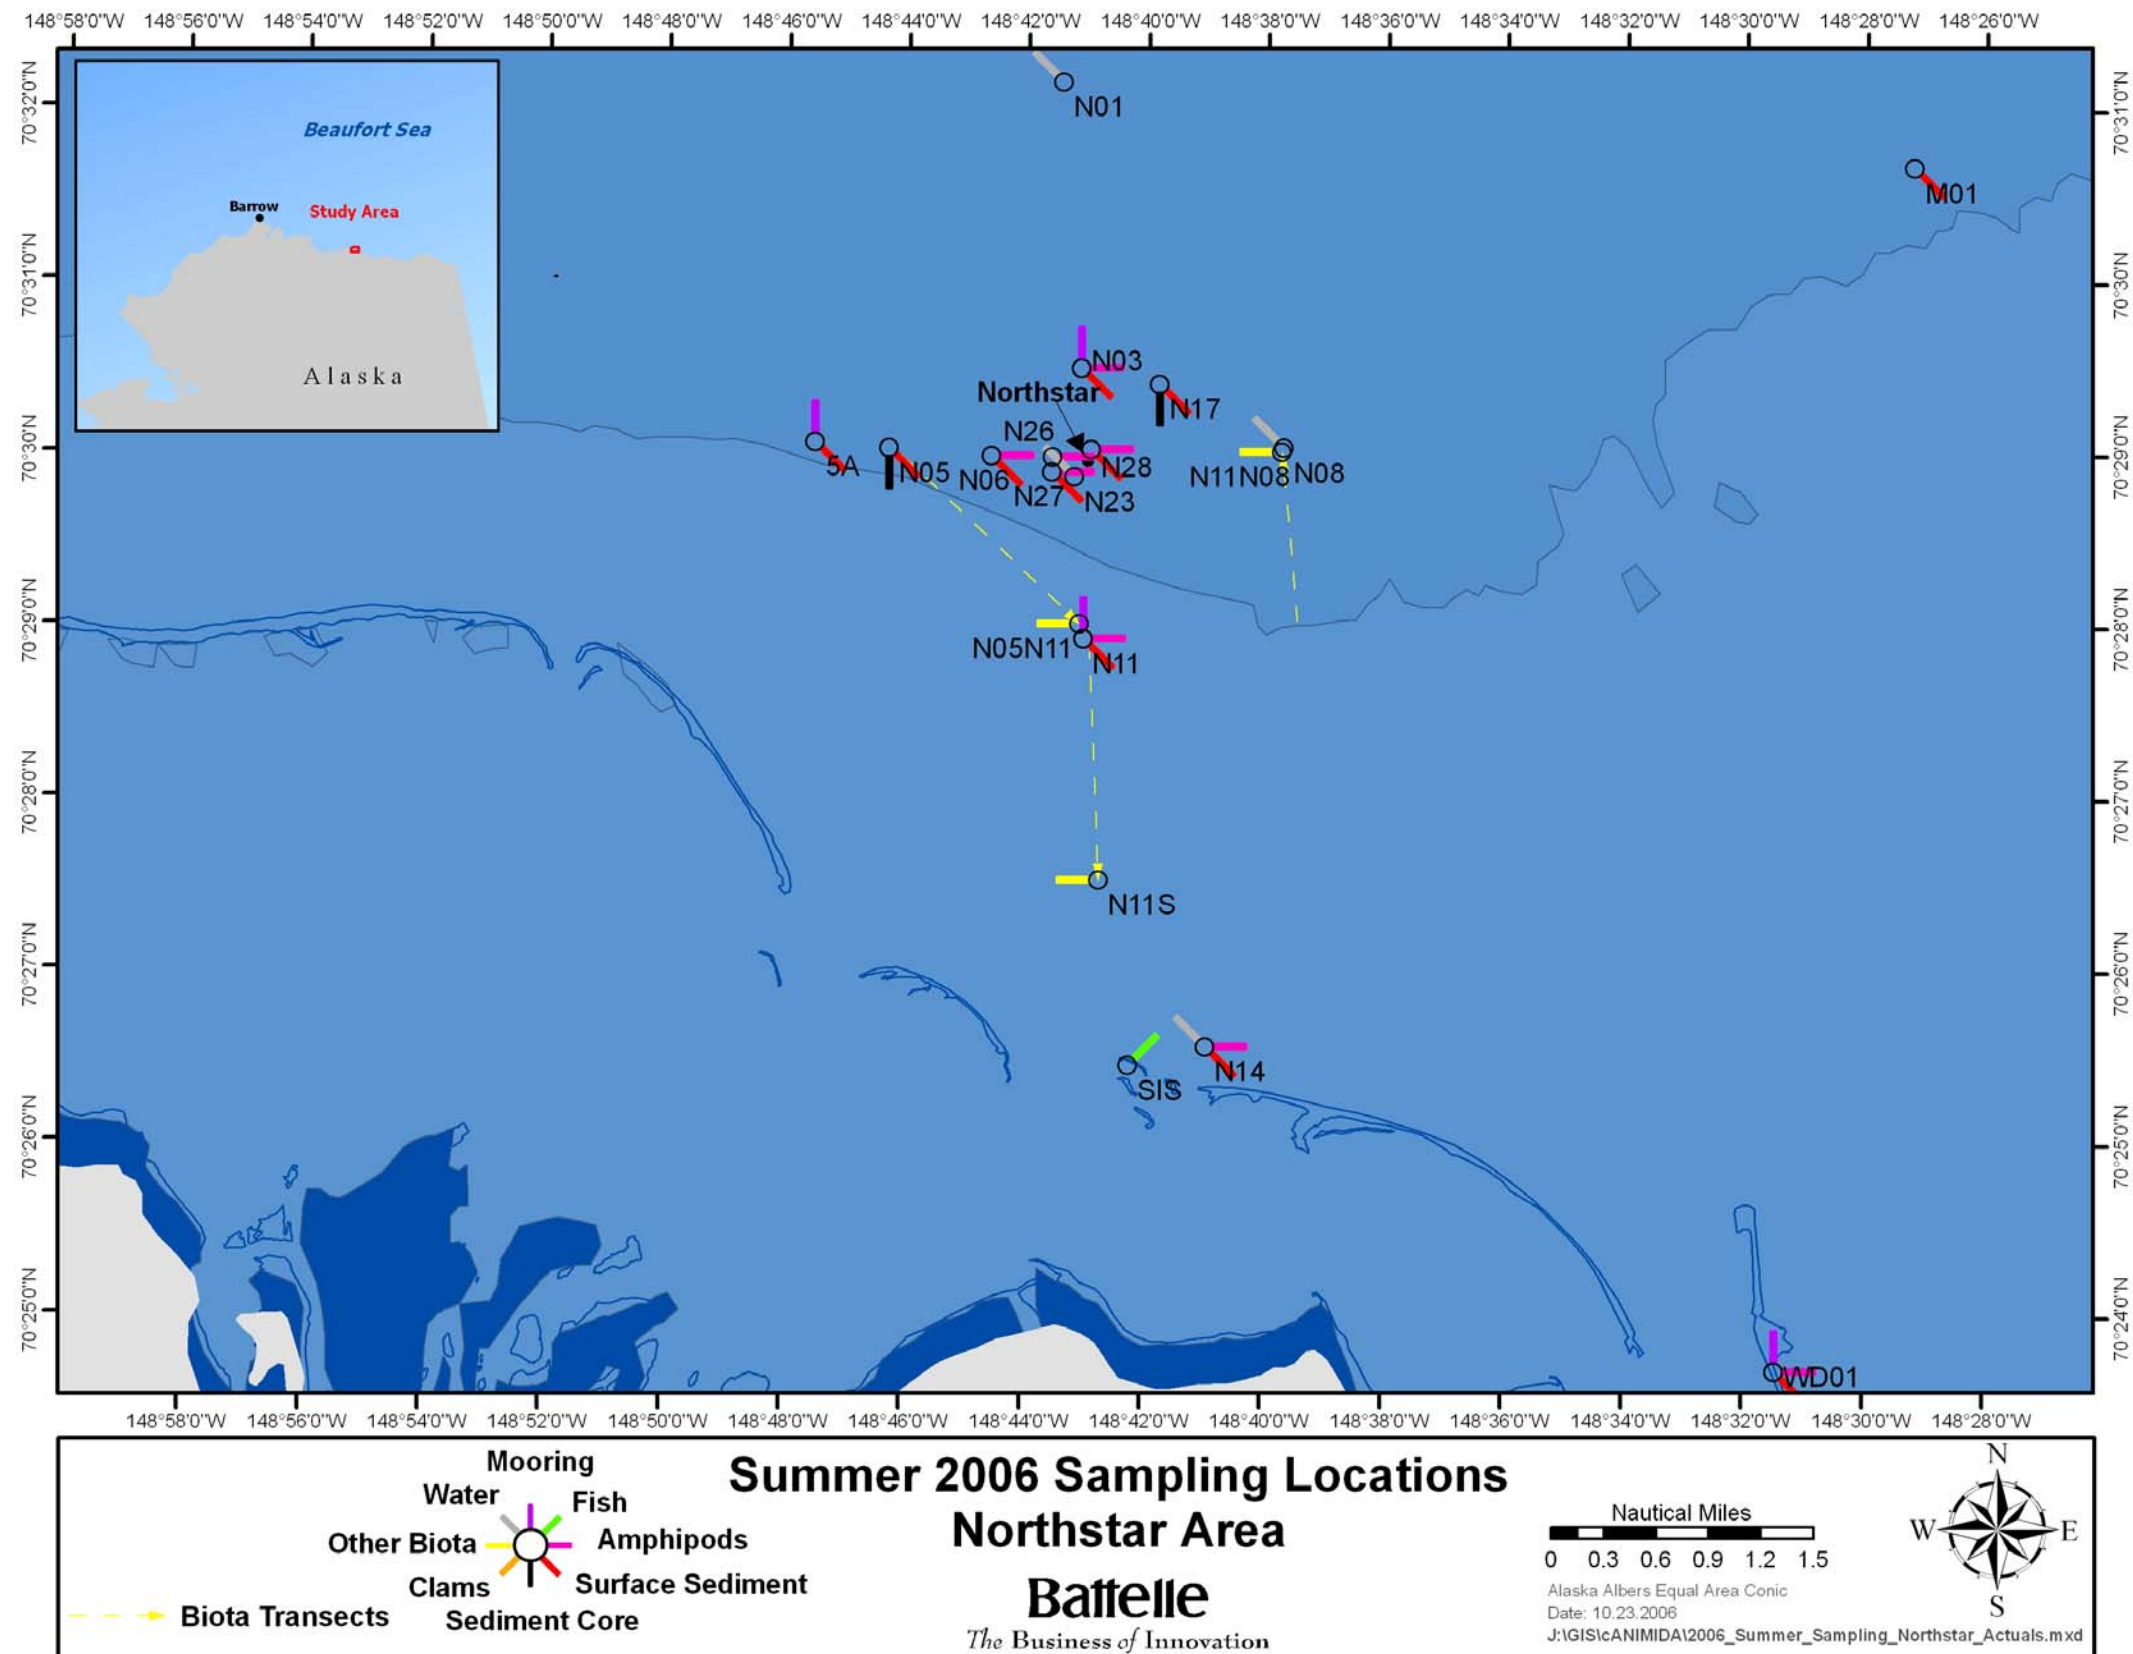 148°58'0"W 148°56'0"W 148°54'0"W 148°52'0"W 148°50'0"W 148°48'0"W 148°46'0"W 148°44'0"W 148°42'0"W 148°40'0"W 148°38'0"W 148°36'0"W 148°34'0"W 148°32'0"W 148°30'0"W 148°28'0"W 148°26'0"W
70°32'0"N
70°31'0"N
70°30'0"N
70°29'0"N
70°28'0"N
70°27'0"N
70°26'0"N
70°25'0"N
Beaufort Sea
Barrow
Study Area
Alaska
N01
M01
N03
Northstar
N17
N26
5A
N05
N06
N28
N27
N23
N11N08
N08
N05N11
N11
N11S
SIS
N14
WD01
70°31'0"N
70°30'0"N
70°29'0"N
70°28'0"N
70°27'0"N
70°26'0"N
70°25'0"N
70°24'0"N
148°58'0"W 148°56'0"W 148°54'0"W 148°52'0"W 148°50'0"W 148°48'0"W 148°46'0"W 148°44'0"W 148°42'0"W 148°40'0"W 148°38'0"W 148°36'0"W 148°34'0"W 148°32'0"W 148°30'0"W 148°28'0"W
Mooring
Water
Fish
Other Biota
Amphipods
Clams
Surface Sediment
Sediment Core
Biota Transects
Summer 2006 Sampling Locations
Northstar Area
Battelle
The Business of Innovation
Nautical Miles
0 0.3 0.6 0.9 1.2 1.5
Alaska Albers Equal Area Conic
Date: 10.23.2006
J:\GIS\cANIMIDA\2006_Summer_Sampling_Northstar_Actuals.mxd
N
W
E
S